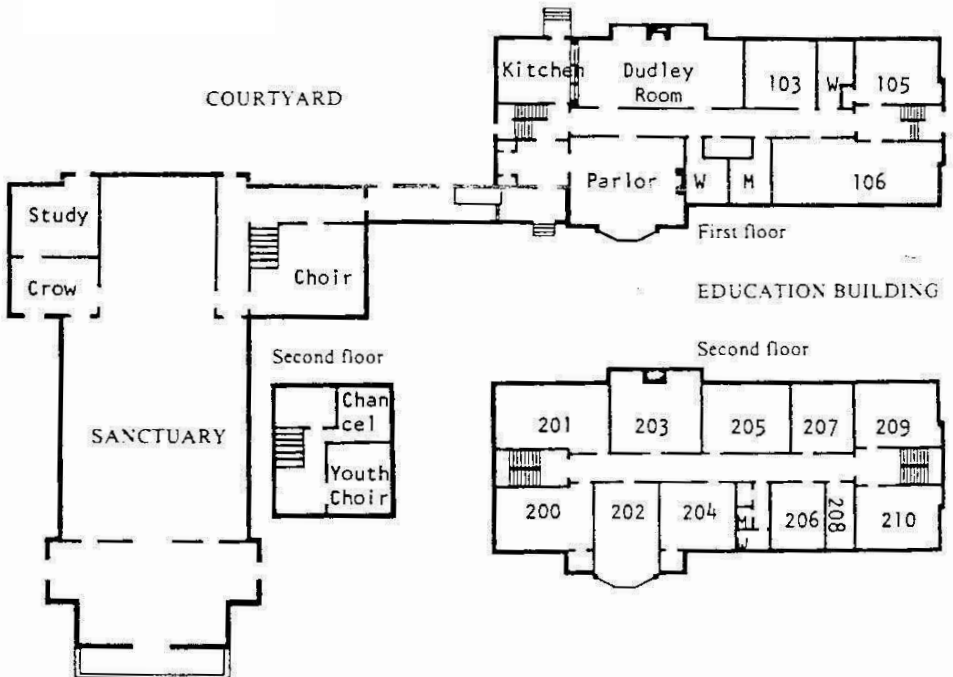 COURTYARD
Kitchen
Dudley
Room
103
W
105
Study
Crow
Choir
Parlor
W
M
106
First floor
EDUCATION BUILDING
Second floor
SANCTUARY
Chan
cel
Youth
Choir
Second floor
201
203
205
207
209
200
202
204
M
W
206
208
210